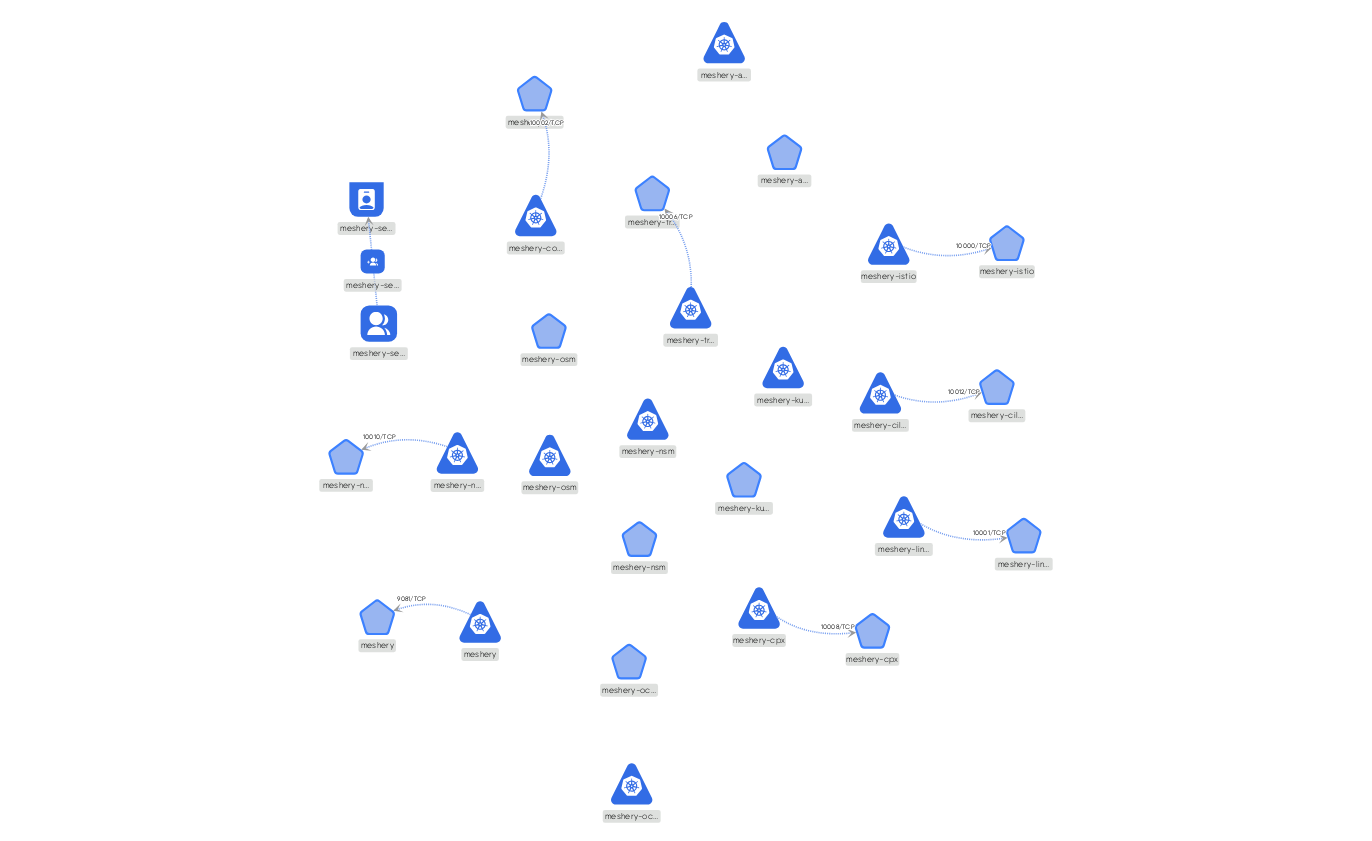 meshery-a...
10002/TCP
meshery-a...
meshery-se...
10006/TCP
meshery-tr...
meshery-co...
10000/TCP
meshery-istio
meshery-istio
meshery-se...
meshery-se...
meshery-osm
meshery-tr...
10012/TCP
meshery-ku...
meshery-cil...
meshery-cil...
10010/TCP
meshery-nsm
meshery-n...
meshery-n...
meshery-osm
meshery-ku...
10001/TCP
meshery-lin...
meshery-lin...
meshery-nsm
9081/TCP
10008/TCP
meshery
meshery
meshery-cpx
meshery-cpx
meshery-oc...
meshery-oc...